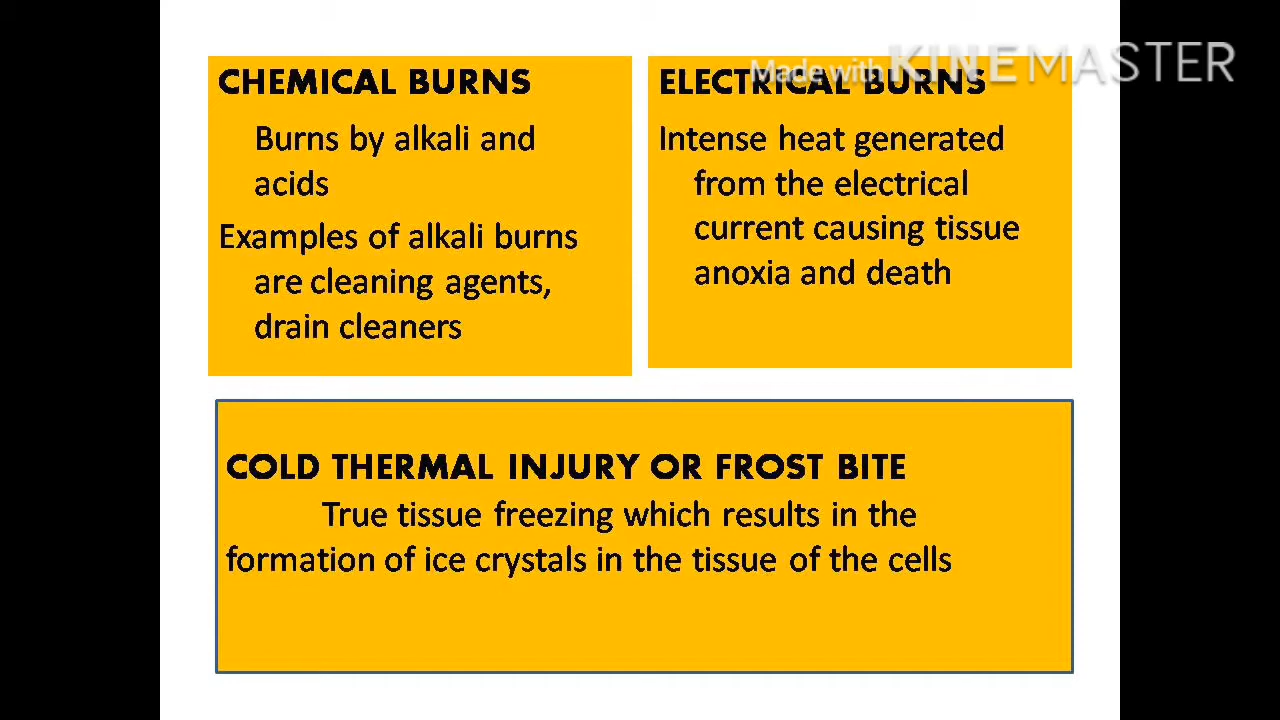 Made with KINEMASTER
CHEMICAL BURNS
Burns by alkali and
acids
Examples of alkali burns
are cleaning agents,
drain cleaners
ELECTRICAL BURNS
Intense heat generated
from the electrical
current causing tissue
anoxia and death
COLD THERMAL INJURY OR FROST BITE
True tissue freezing which results in the
formation of ice crystals in the tissue of the cells